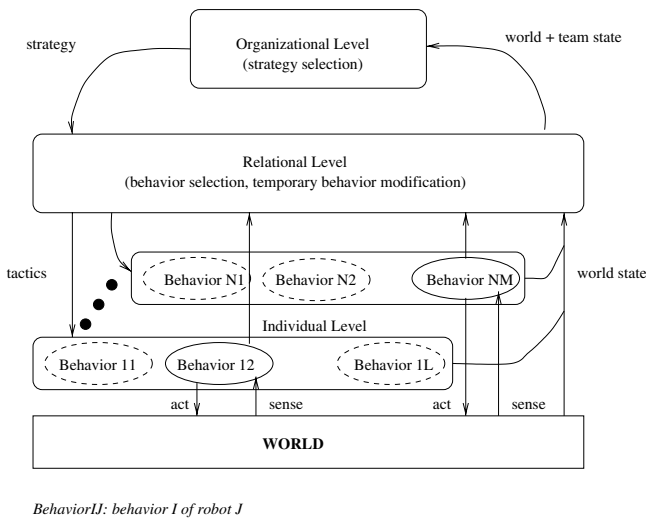 strategy
Organizational Level
(strategy selection)
world + team state
Relational Level
(behavior selection, temporary behavior modification)
tactics
Behavior N1
Behavior N2
Behavior NM
world state
Individual Level
Behavior 11
Behavior 12
Behavior 1L
act
sense
act
sense
WORLD
BehaviorIJ: behavior I of robot J